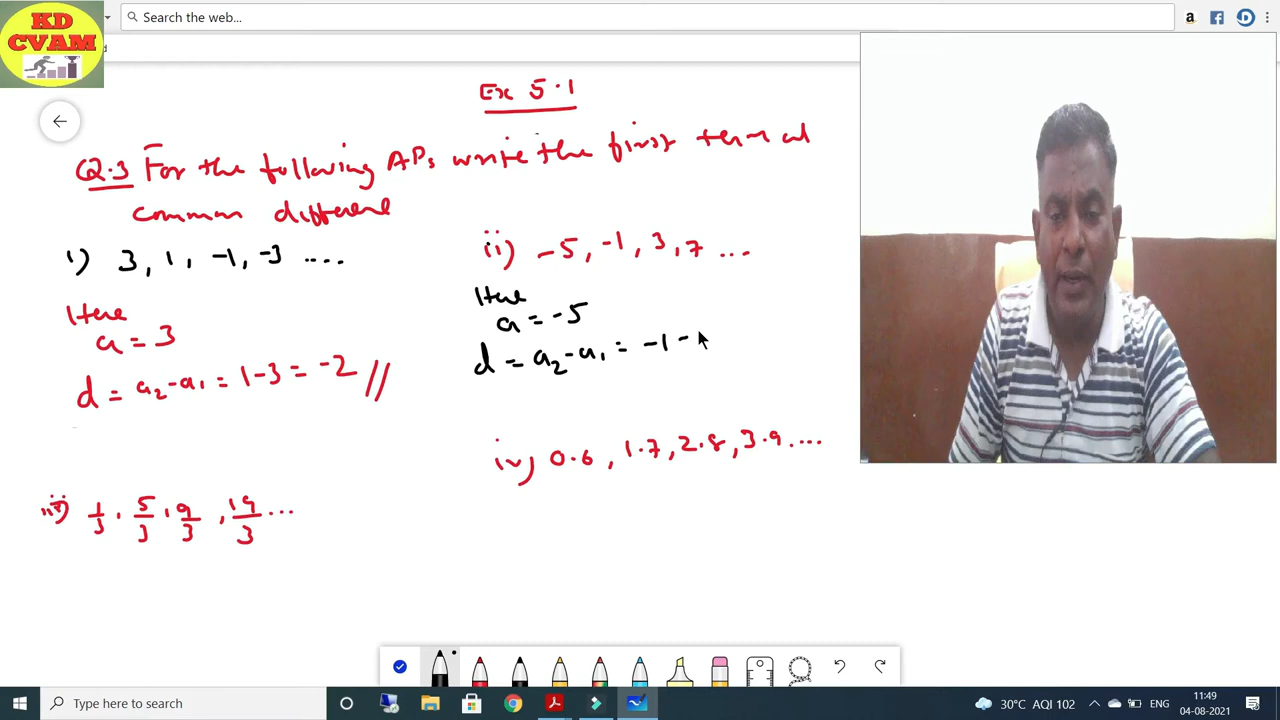 KD
CVAM
Search the web...
d
Ex 5.1
Q.3 For the following APs write the first term at
common difference
i) 3, 1, -1, -3 ....
Here
a = 3
d = a2 - a1 = 1 - 3 = -2 //
ii) -5, -1, 3, 7 ...
Here
a = -5
d = a2 - a1 = -1 -
iii) 1/3, 5/3, 9/3, 19/3 ...
iv) 0.6, 1.7, 2.8, 3.9 ....
Type here to search
30°C AQI 102
ENG
11:49
04-08-2021